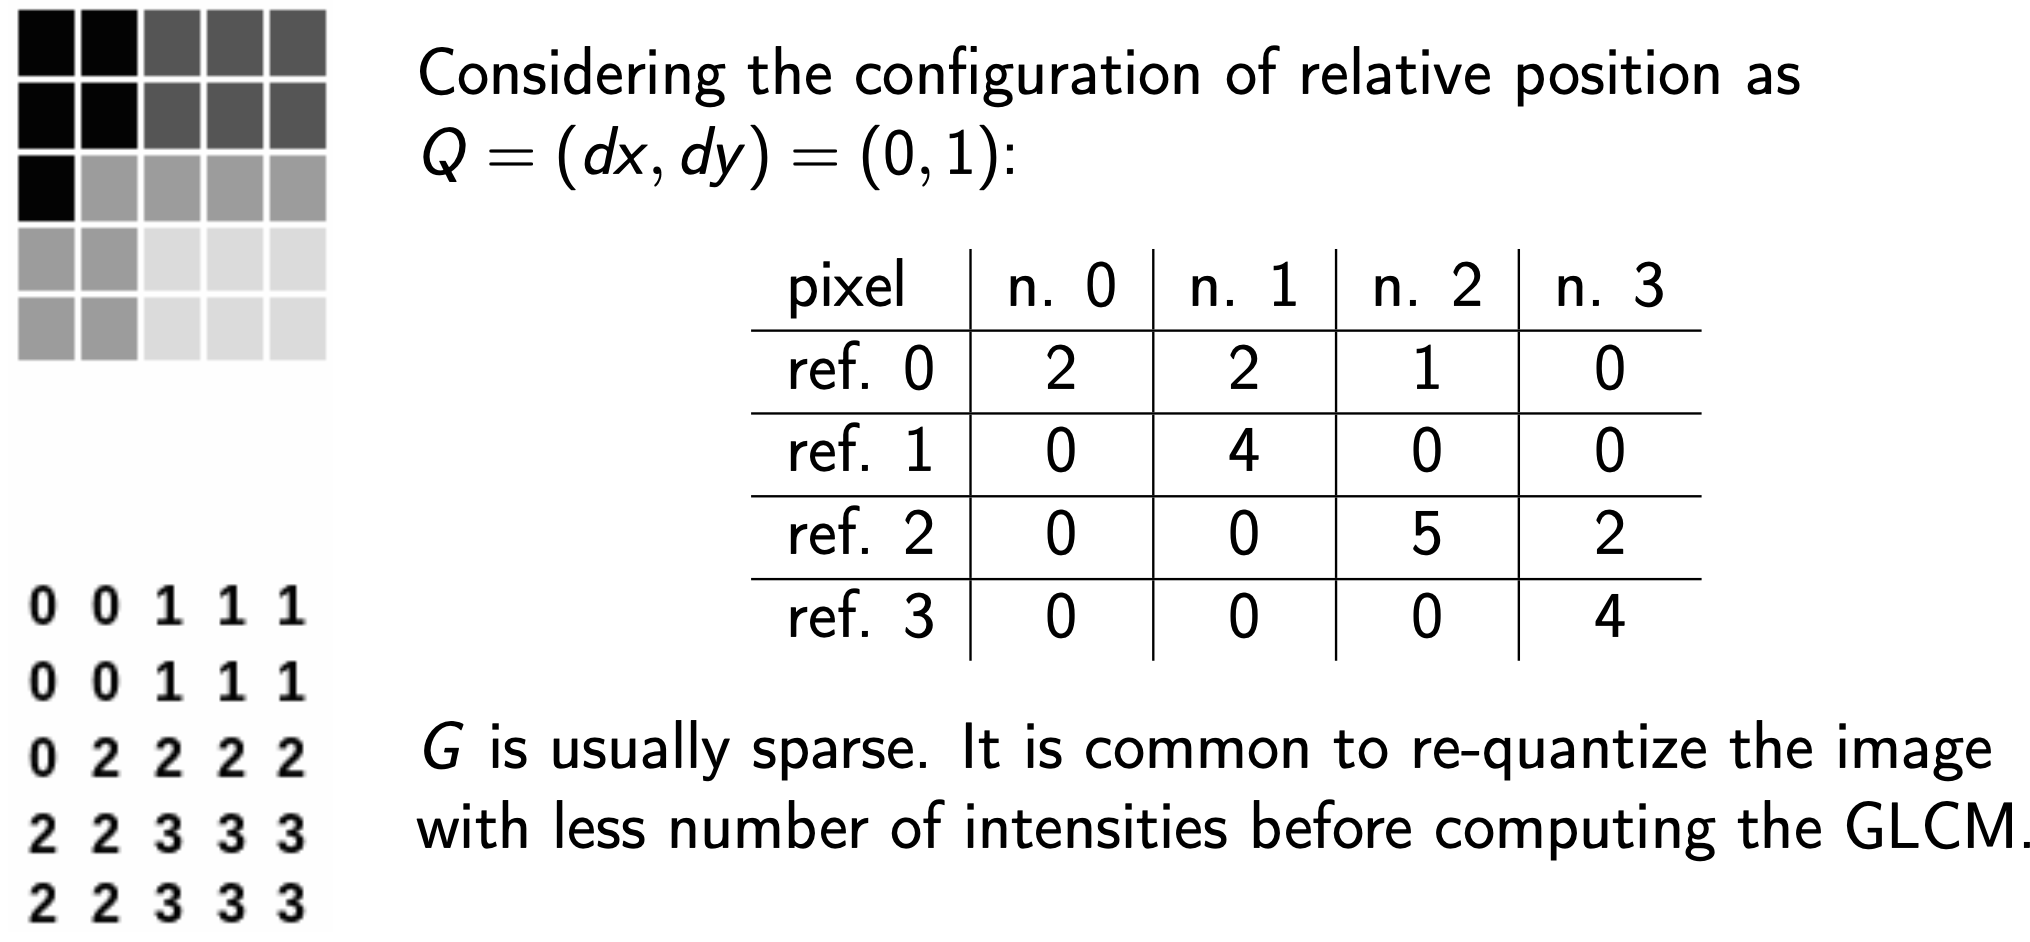 Considering the configuration of relative position as
Q = (dx, dy) = (0, 1):
pixel n. 0 n. 1 n. 2 n. 3
ref. 0 2 2 1 0
ref. 1 0 4 0 0
ref. 2 0 0 5 2
ref. 3 0 0 0 4
G is usually sparse. It is common to re-quantize the image
with less number of intensities before computing the GLCM.
0 0 1 1 1
0 0 1 1 1
0 2 2 2 2
2 2 3 3 3
2 2 3 3 3